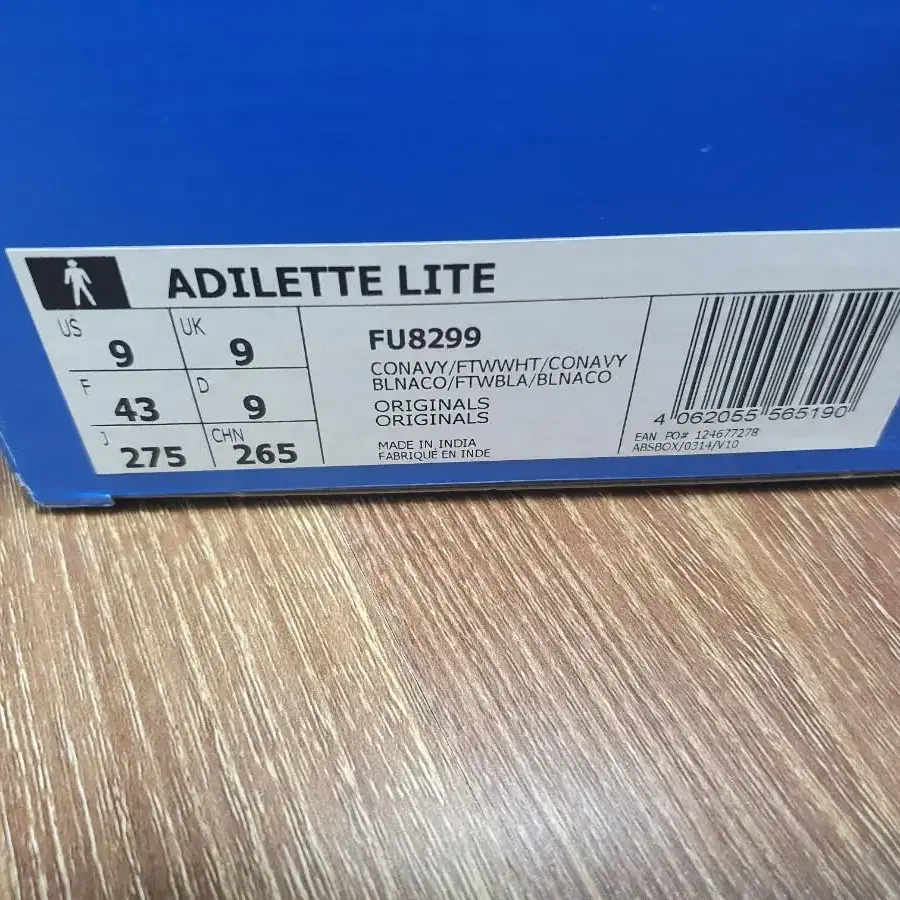 ADILETTE LITE
US 9 UK 9
F 43 D 9
J 275 CHN 265
FU8299
CONAVY/FTWWHT/CONAVY
BLNACO/FTWBLA/BLNACO
ORIGINALS
ORIGINALS
MADE IN INDIA
FABRIQUÉ EN INDE
4 062055 565190
EAN PO# 124677278
ABSBOX/0314/V10